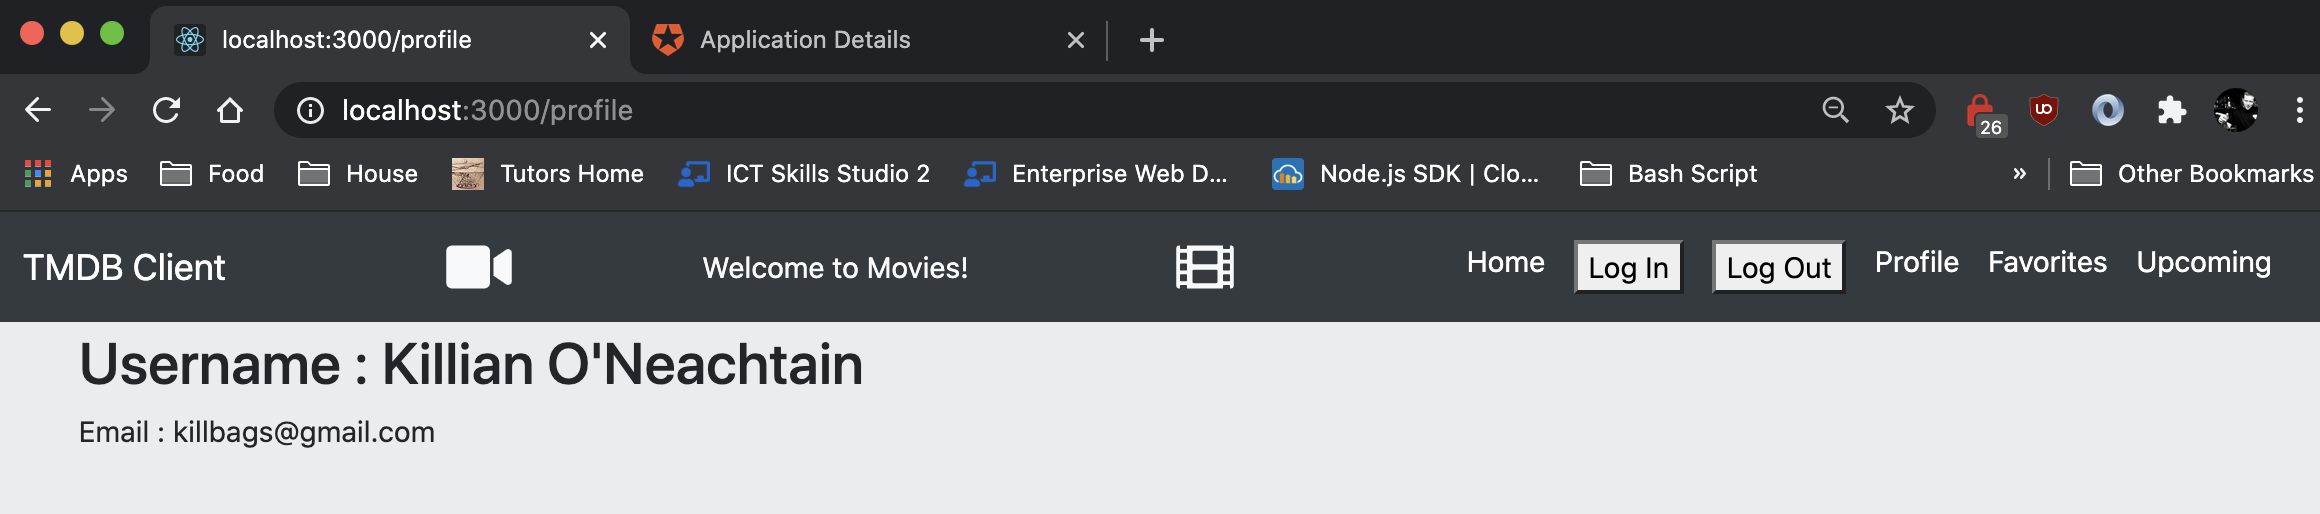 localhost:3000/profile Application Details
localhost:3000/profile 26
Apps Food House Tutors Home ICT Skills Studio 2 Enterprise Web D... Node.js SDK | Clo... Bash Script » Other Bookmarks
TMDB Client Welcome to Movies! Home Log In Log Out Profile Favorites Upcoming
Username : Killian O'Neachtain
Email : killbags@gmail.com